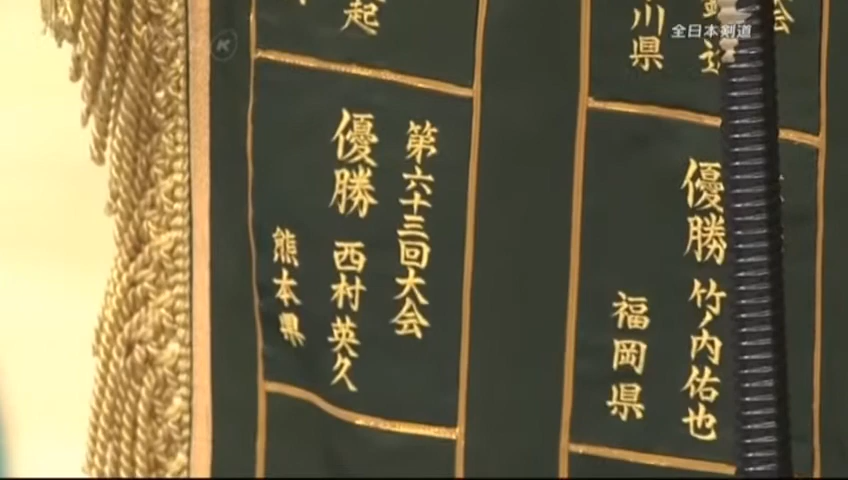 全日本剣道
川県
優勝 竹ノ内佑也
福岡県
起
第六十三回大会
優勝 西村英久
熊本県
K